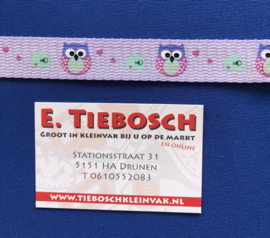 E. TIEBOSCH
GROOT IN KLEINVAK BIJ U OP DE MARKT
EN ONLINE
STATIONSSTRAAT 31
5151 HA DRUNEN
T 0610552083
WWW.TIEBOSCHKLEINVAK.NL